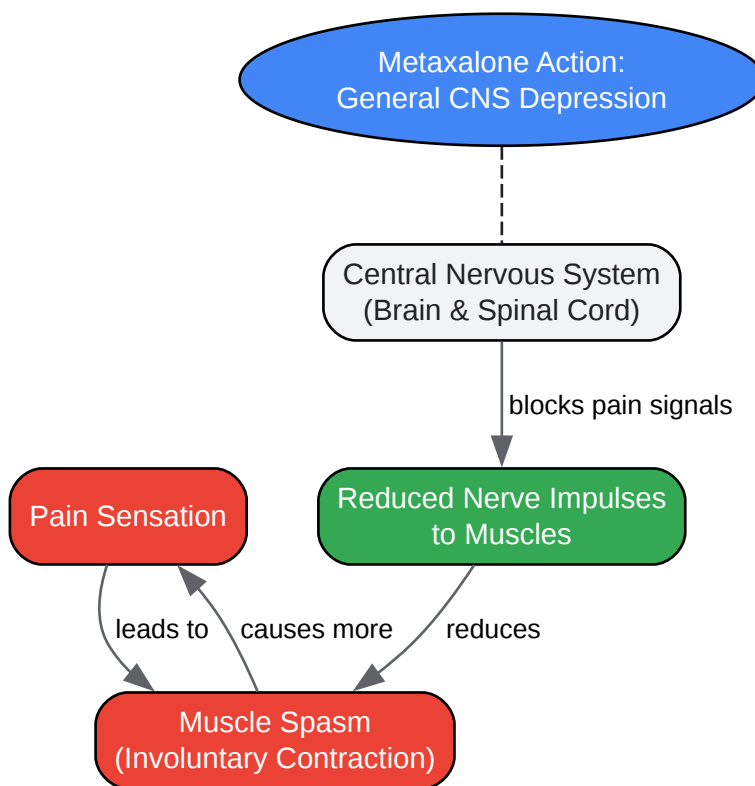 Metaxalone Action:
General CNS Depression
Central Nervous System
(Brain & Spinal Cord)
blocks pain signals
Pain Sensation
Reduced Nerve Impulses
to Muscles
leads to
causes more
reduces
Muscle Spasm
(Involuntary Contraction)